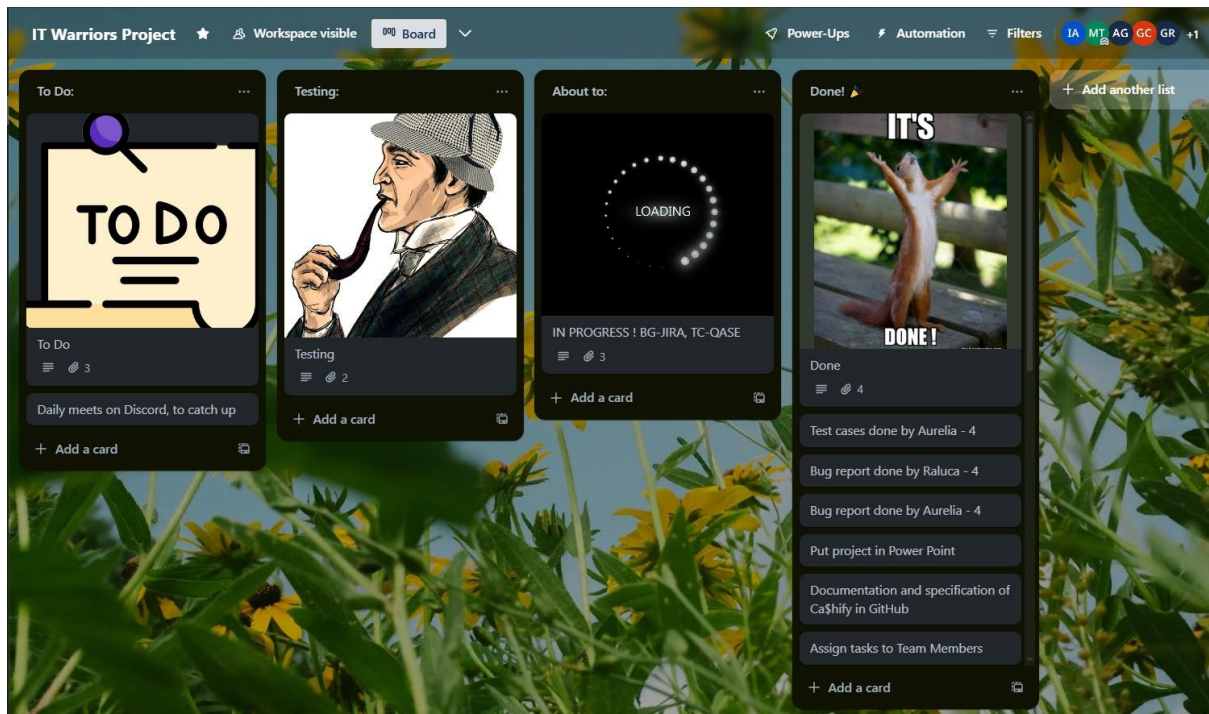 IT Warriors Project
Workspace visible
Board
Power-Ups
Automation
Filters
IA MT AG GC GR +1
To Do:
TO DO
To Do
3
Daily meets on Discord, to catch up
+ Add a card
Testing:
Testing
2
+ Add a card
About to:
LOADING
IN PROGRESS ! BG-JIRA, TC-QASE
3
+ Add a card
Done! 🎉
IT'S
DONE !
Done
4
Test cases done by Aurelia - 4
Bug report done by Raluca - 4
Bug report done by Aurelia - 4
Put project in Power Point
Documentation and specification of
Ca$hify in GitHub
Assign tasks to Team Members
+ Add a card
+ Add another list